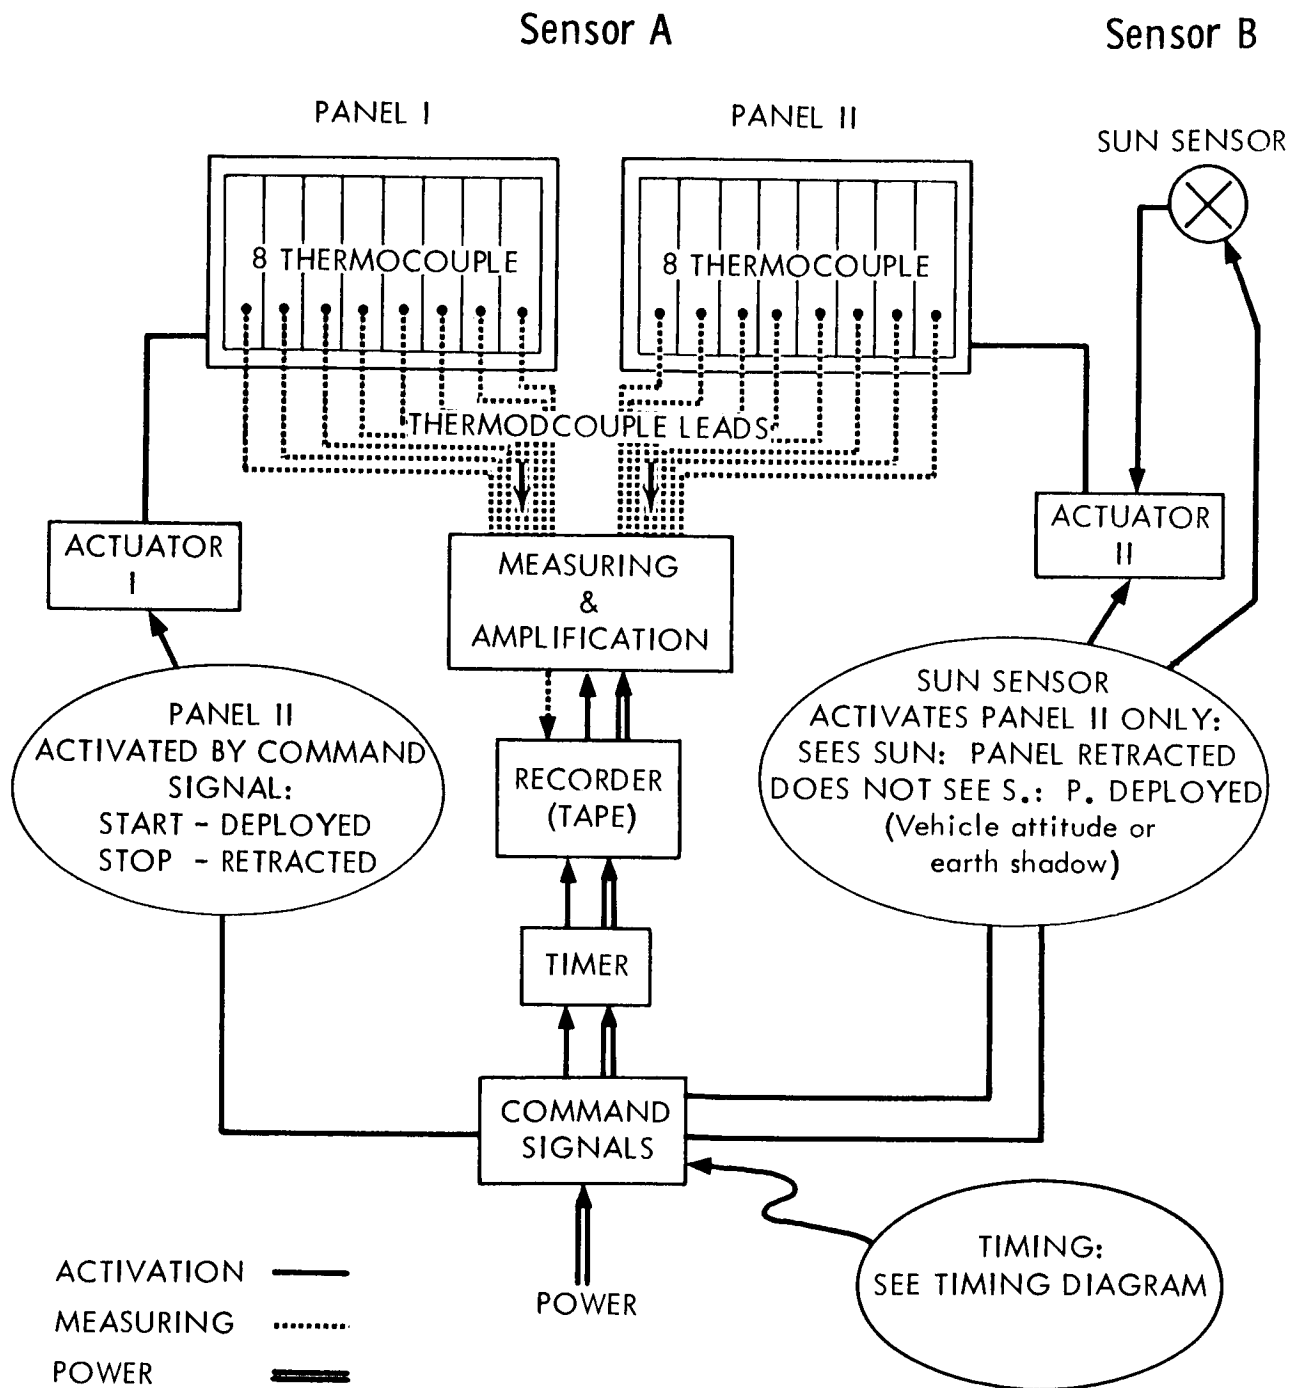 Sensor A
Sensor B
PANEL I
PANEL II
SUN SENSOR
8 THERMOCOUPLE
8 THERMOCOUPLE
THERMODCOUPLE LEADS
ACTUATOR
I
MEASURING
&
AMPLIFICATION
ACTUATOR
II
PANEL II
ACTIVATED BY COMMAND
SIGNAL:
START - DEPLOYED
STOP - RETRACTED
RECORDER
(TAPE)
SUN SENSOR
ACTIVATES PANEL II ONLY:
SEES SUN: PANEL RETRACTED
DOES NOT SEE S.: P. DEPLOYED
(Vehicle attitude or
earth shadow)
TIMER
COMMAND
SIGNALS
POWER
TIMING:
SEE TIMING DIAGRAM
ACTIVATION
MEASURING
POWER